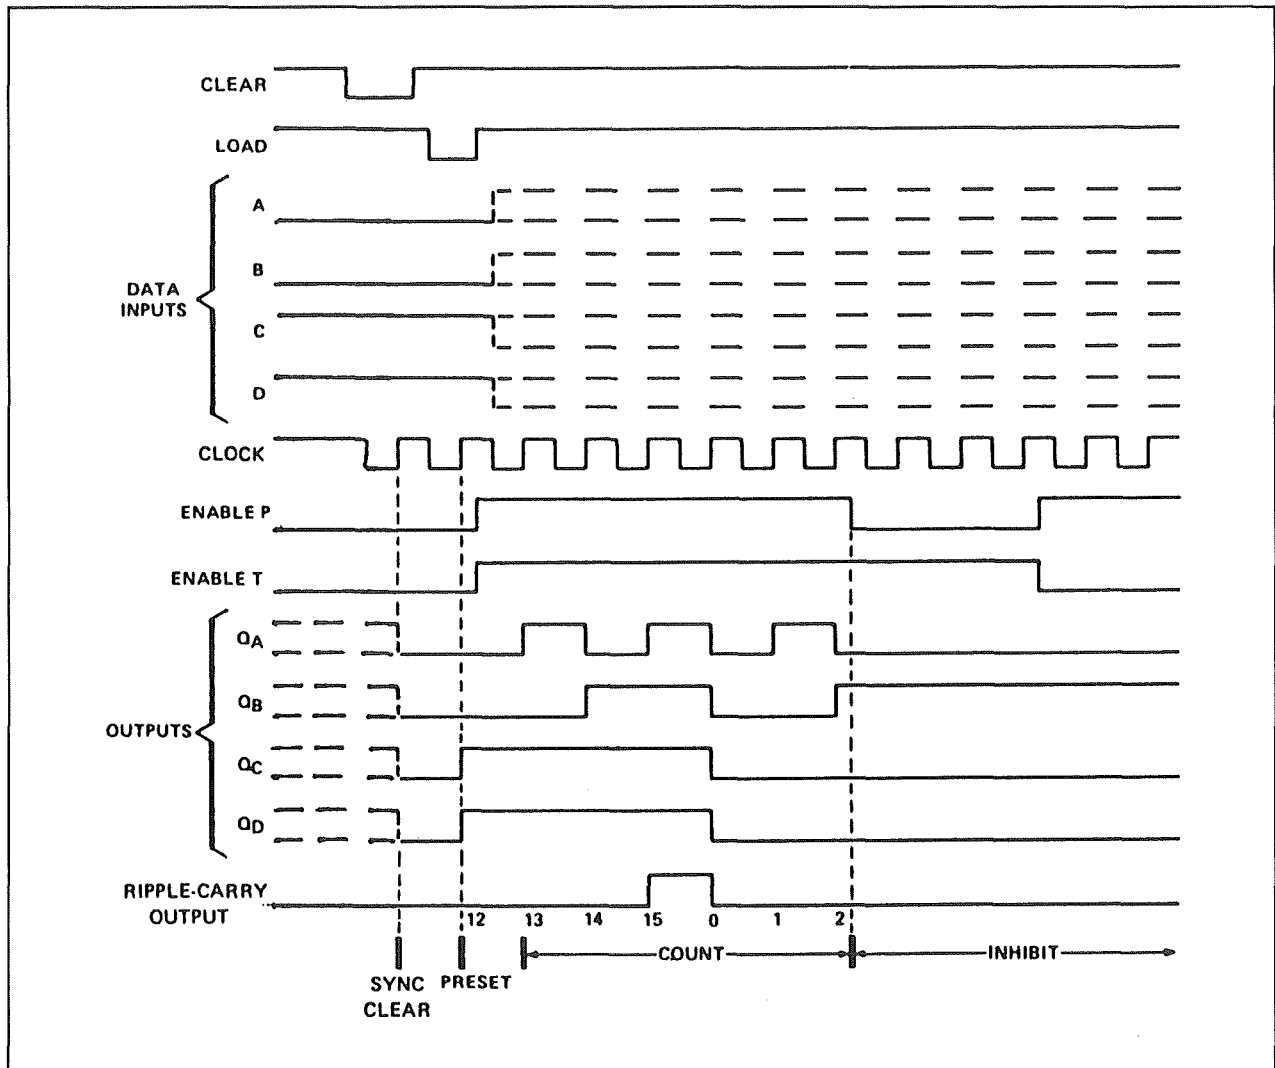 CLEAR
LOAD
A
B
DATA
INPUTS
C
D
CLOCK
ENABLE P
ENABLE T
QA
QB
OUTPUTS
QC
QD
RIPPLE-CARRY
OUTPUT
12 13 14 15 0 1 2
COUNT INHIBIT
SYNC PRESET
CLEAR